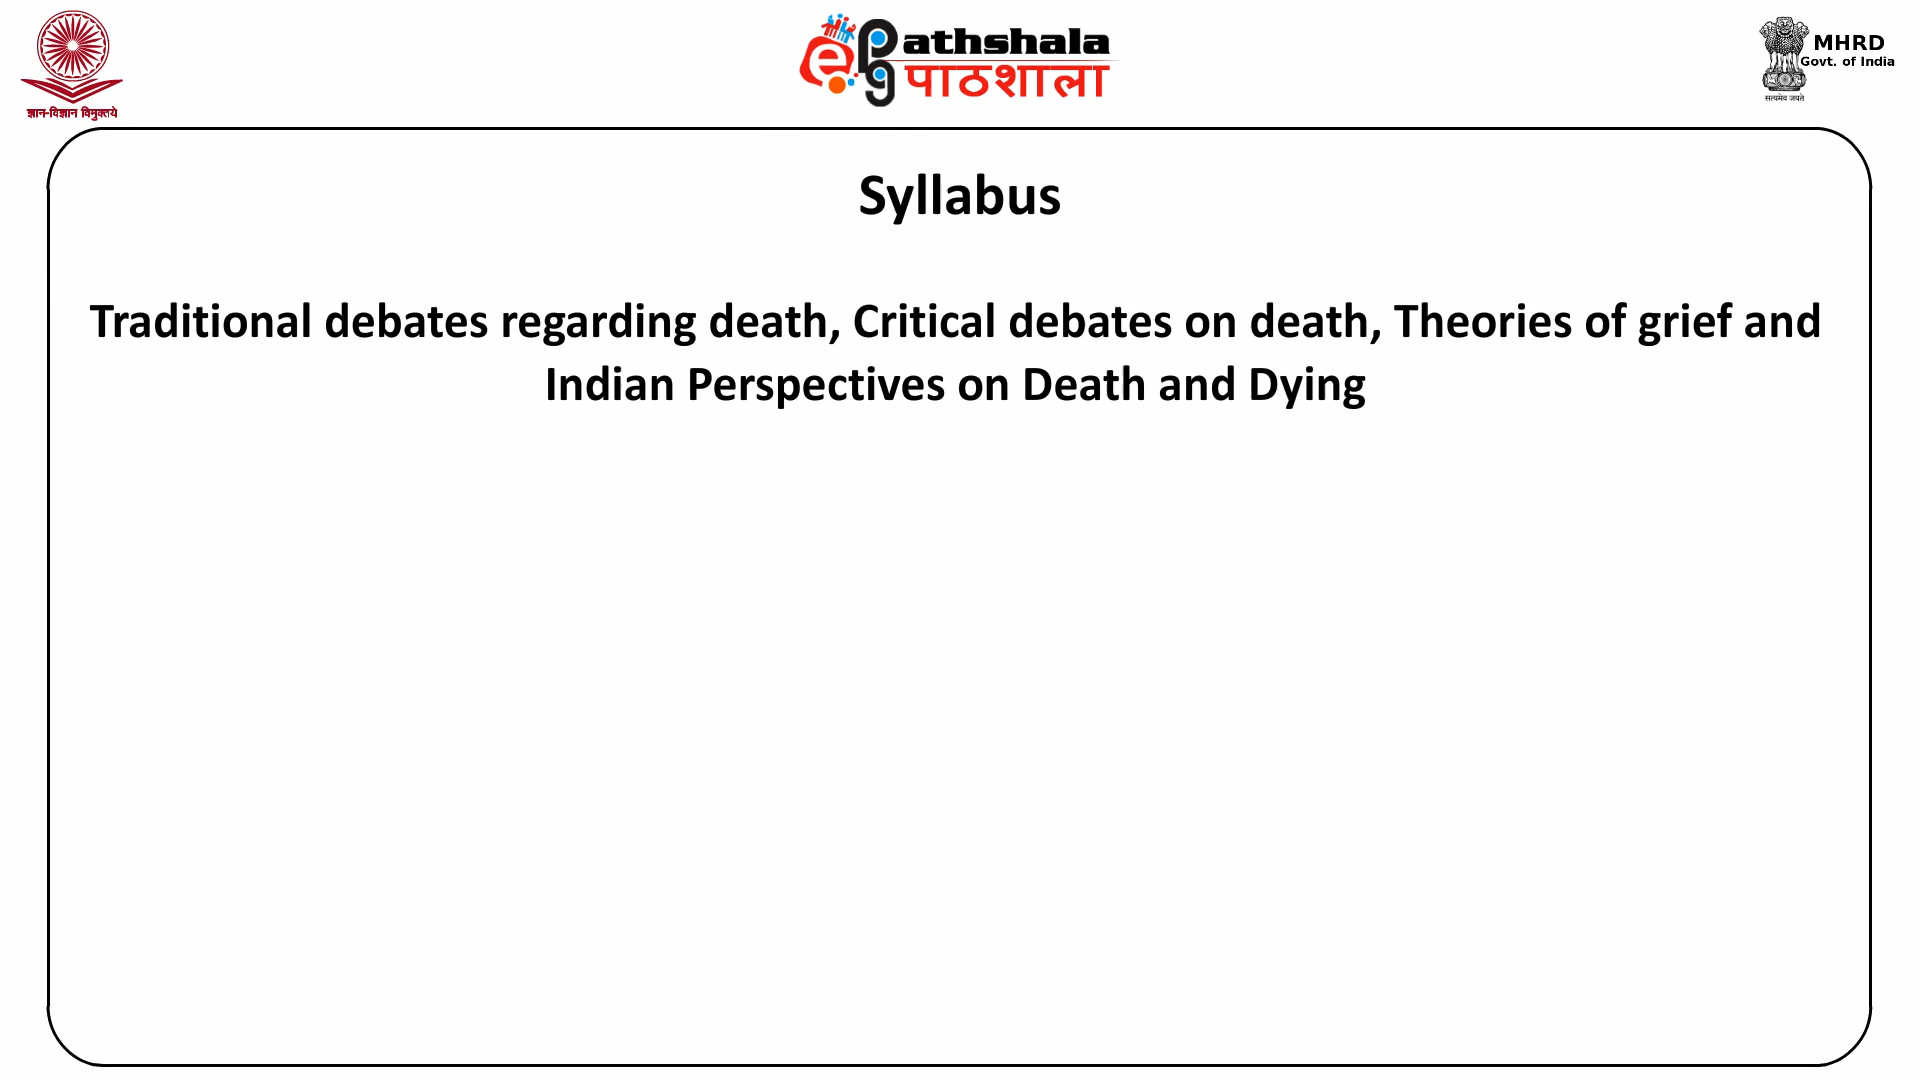 ज्ञान-विज्ञान विमुक्तये
e pg athshala
पाठशाला
MHRD
Govt. of India
सत्यमेव जयते
Syllabus
Traditional debates regarding death, Critical debates on death, Theories of grief and
Indian Perspectives on Death and Dying